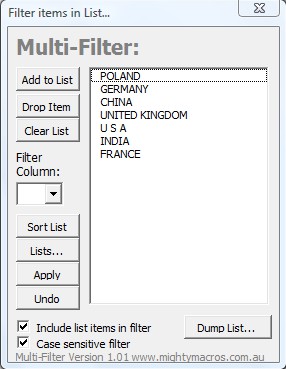 Filter items in List...
Multi-Filter:
Add to List
Drop Item
Clear List
Filter
Column:
Sort List
Lists...
Apply
Undo
POLAND
GERMANY
CHINA
UNITED KINGDOM
U S A
INDIA
FRANCE
Include list items in filter
Case sensitive filter
Dump List...
Multi-Filter Version 1.01 www.mightymacros.com.au